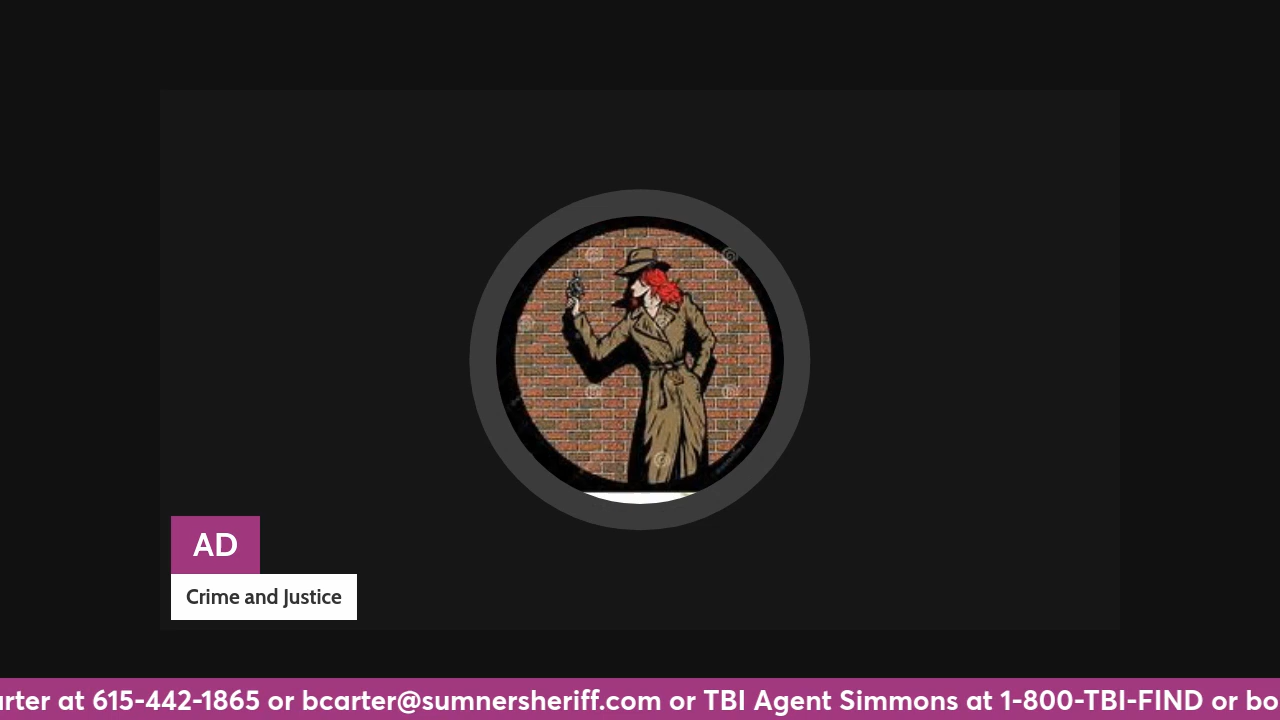 AD
Crime and Justice
arter at 615-442-1865 or bcarter@sumnersheriff.com or TBI Agent Simmons at 1-800-TBI-FIND or bo